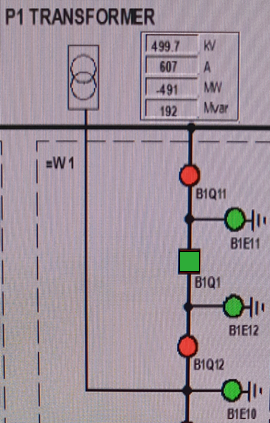 P1 TRANSFORMER
499.7 kV
607 A
-491 MW
192 Mvar
=W1
B1Q11
B1E11
B1Q1
B1E12
B1Q12
B1E10